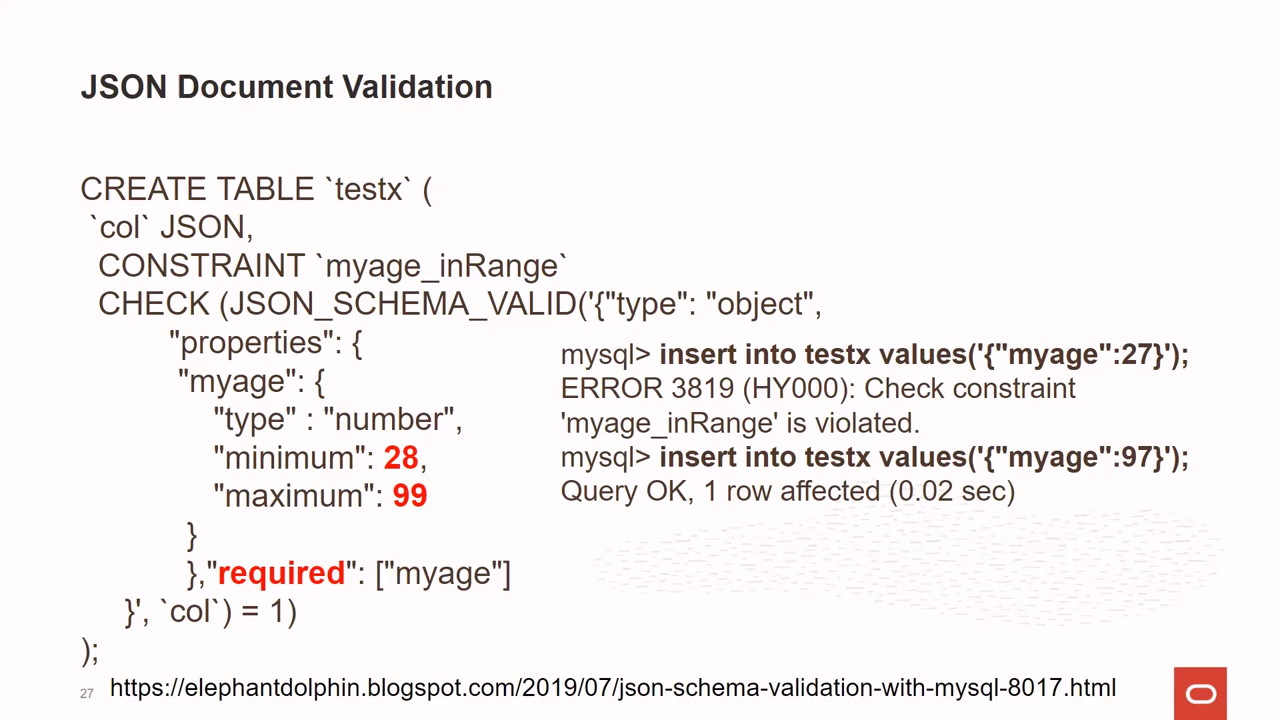 JSON Document Validation
CREATE TABLE `testx` (
`col` JSON,
CONSTRAINT `myage_inRange`
CHECK (JSON_SCHEMA_VALID('{"type": "object",
"properties": {
"myage": {
"type" : "number",
"minimum": 28,
"maximum": 99
}
},"required": ["myage"]
}', `col`) = 1)
);
mysql> insert into testx values('{"myage":27}');
ERROR 3819 (HY000): Check constraint
'myage_inRange' is violated.
mysql> insert into testx values('{"myage":97}');
Query OK, 1 row affected (0.02 sec)
27
https://elephantdolphin.blogspot.com/2019/07/json-schema-validation-with-mysql-8017.html